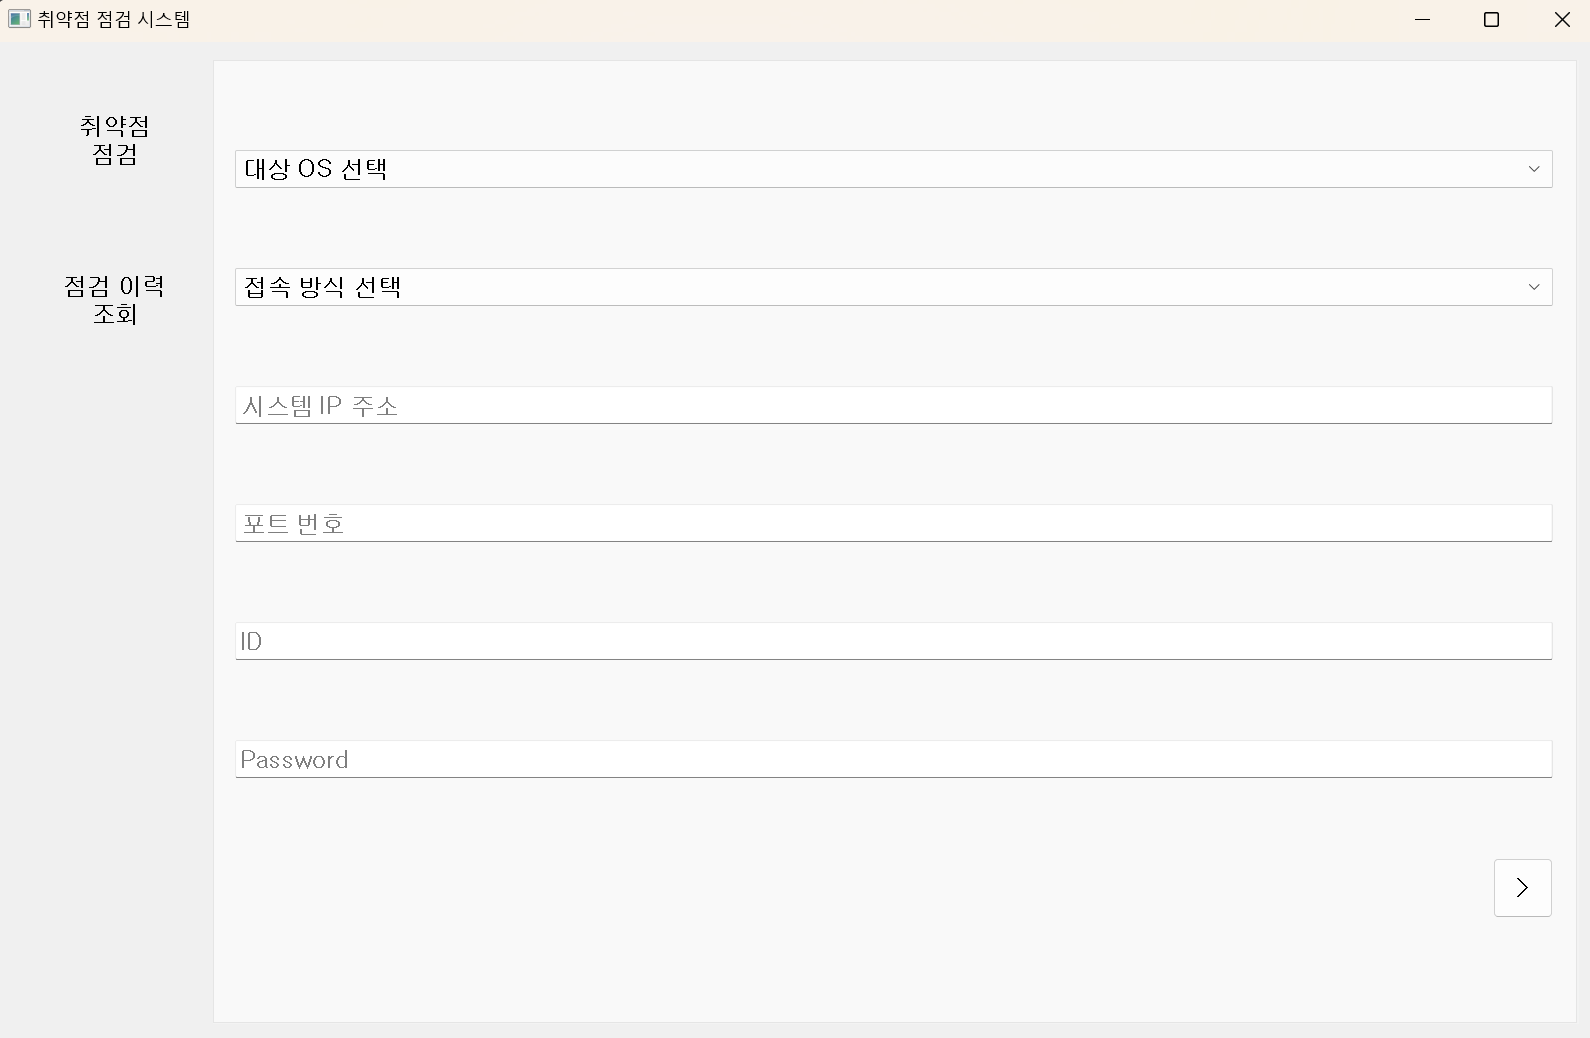 취약점 점검 시스템
취약점
점검
점검 이력
조회
대상 OS 선택
접속 방식 선택
시스템 IP 주소
포트 번호
ID
Password